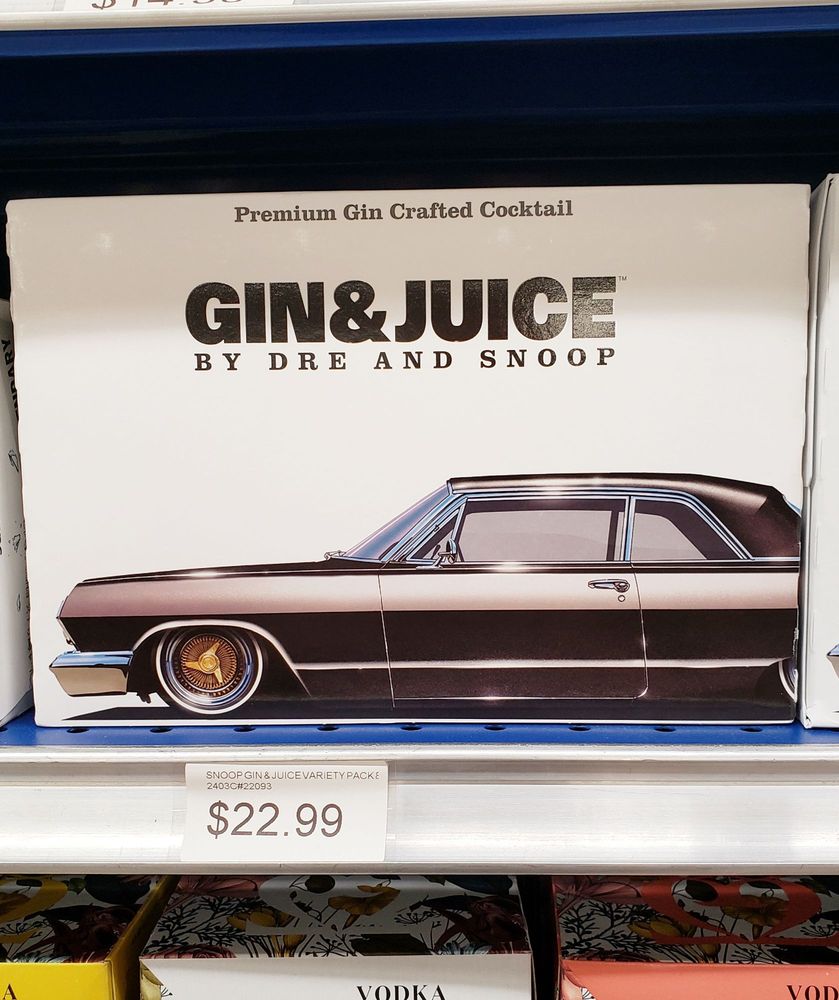 Premium Gin Crafted Cocktail
GIN&JUICE™
BY DRE AND SNOOP
SNOOP GIN & JUICE VARIETY PACK
2403C#22093
$22.99
VODKA